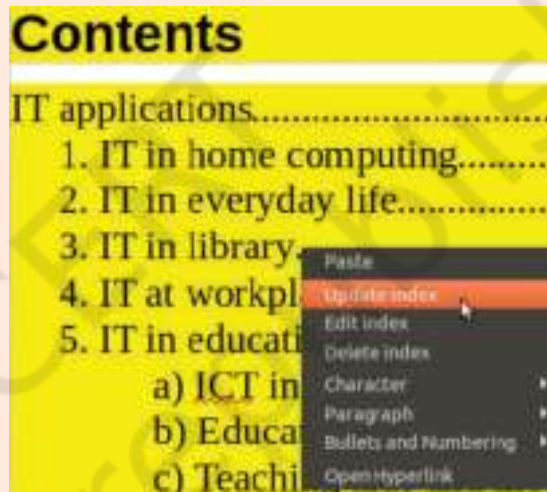 Contents
IT applications...............................
1. IT in home computing.........
2. IT in everyday life................
3. IT in library.
4. IT at workpl
5. IT in educati
a) ICT in
b) Educa
c) Teachi
Paste
Update index
Edit index
Delete index
Character
Paragraph
Bullets and Numbering
Open Hyperlink